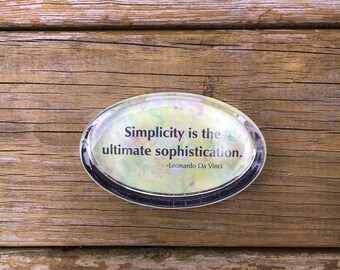 Simplicity is the
ultimate sophistication.
-Leonardo Da Vinci